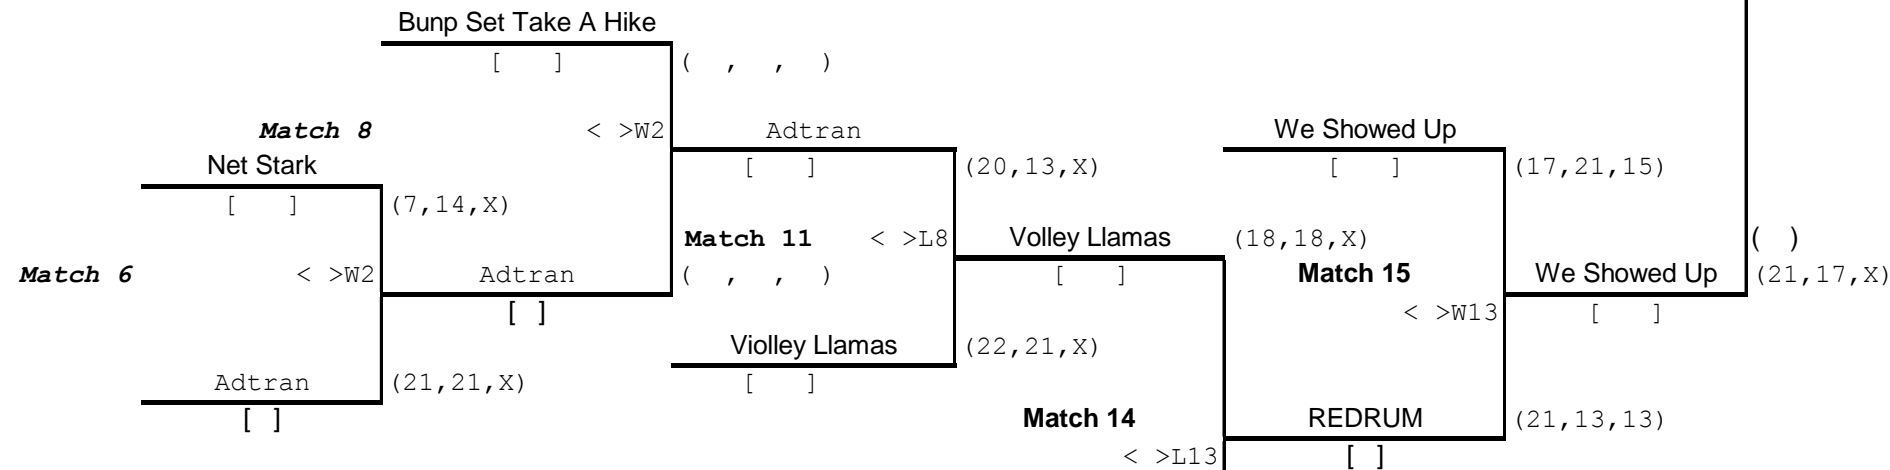 Bunp Set Take A Hike
[ ] ( , , )
Match 8 < >W2 Adtran We Showed Up
Net Stark [ ] (20,13,X) [ ] (17,21,15)
[ ] (7,14,X)
Match 11 < >L8 Volley Llamas (18,18,X) ( )
Match 6 < >W2 Adtran ( , , ) [ ] Match 15 We Showed Up (21,17,X)
[ ] < >W13 [ ]
Violley Llamas (22,21,X)
Adtran (21,21,X) [ ]
[ ] Match 14 REDRUM (21,13,13)
< >L13 [ ]